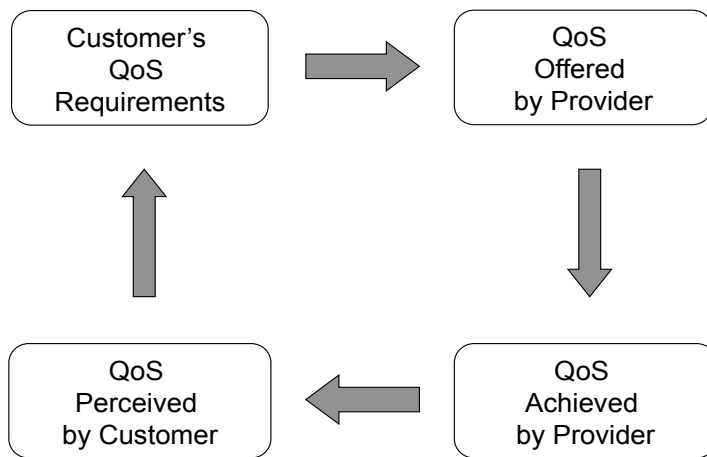 Customer’s
QoS
Requirements
QoS
Offered
by Provider
QoS
Perceived
by Customer
QoS
Achieved
by Provider